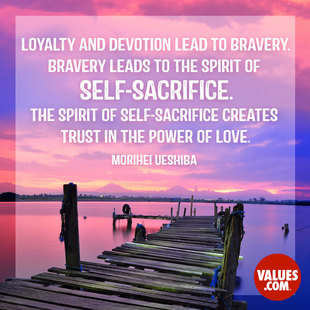 LOYALTY AND DEVOTION LEAD TO BRAVERY.
BRAVERY LEADS TO THE SPIRIT OF
SELF-SACRIFICE.
THE SPIRIT OF SELF-SACRIFICE CREATES
TRUST IN THE POWER OF LOVE.
MORIHEI UESHIBA
VALUES
.COM